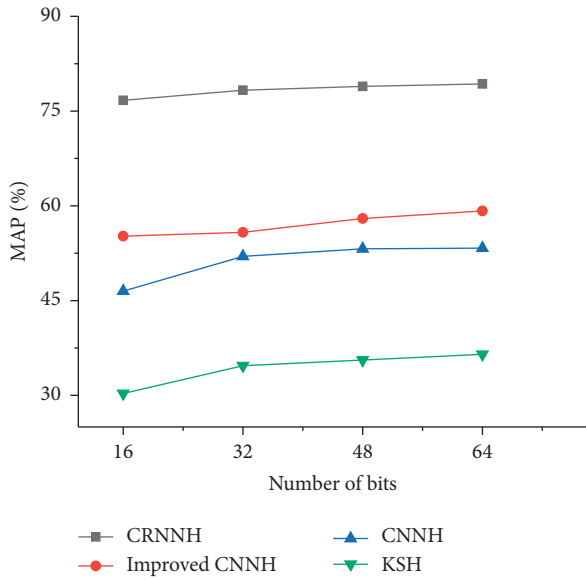 90
75
60
45
30
MAP (%)
16 32 48 64
Number of bits
CRNNH CNNH
Improved CNNH KSH